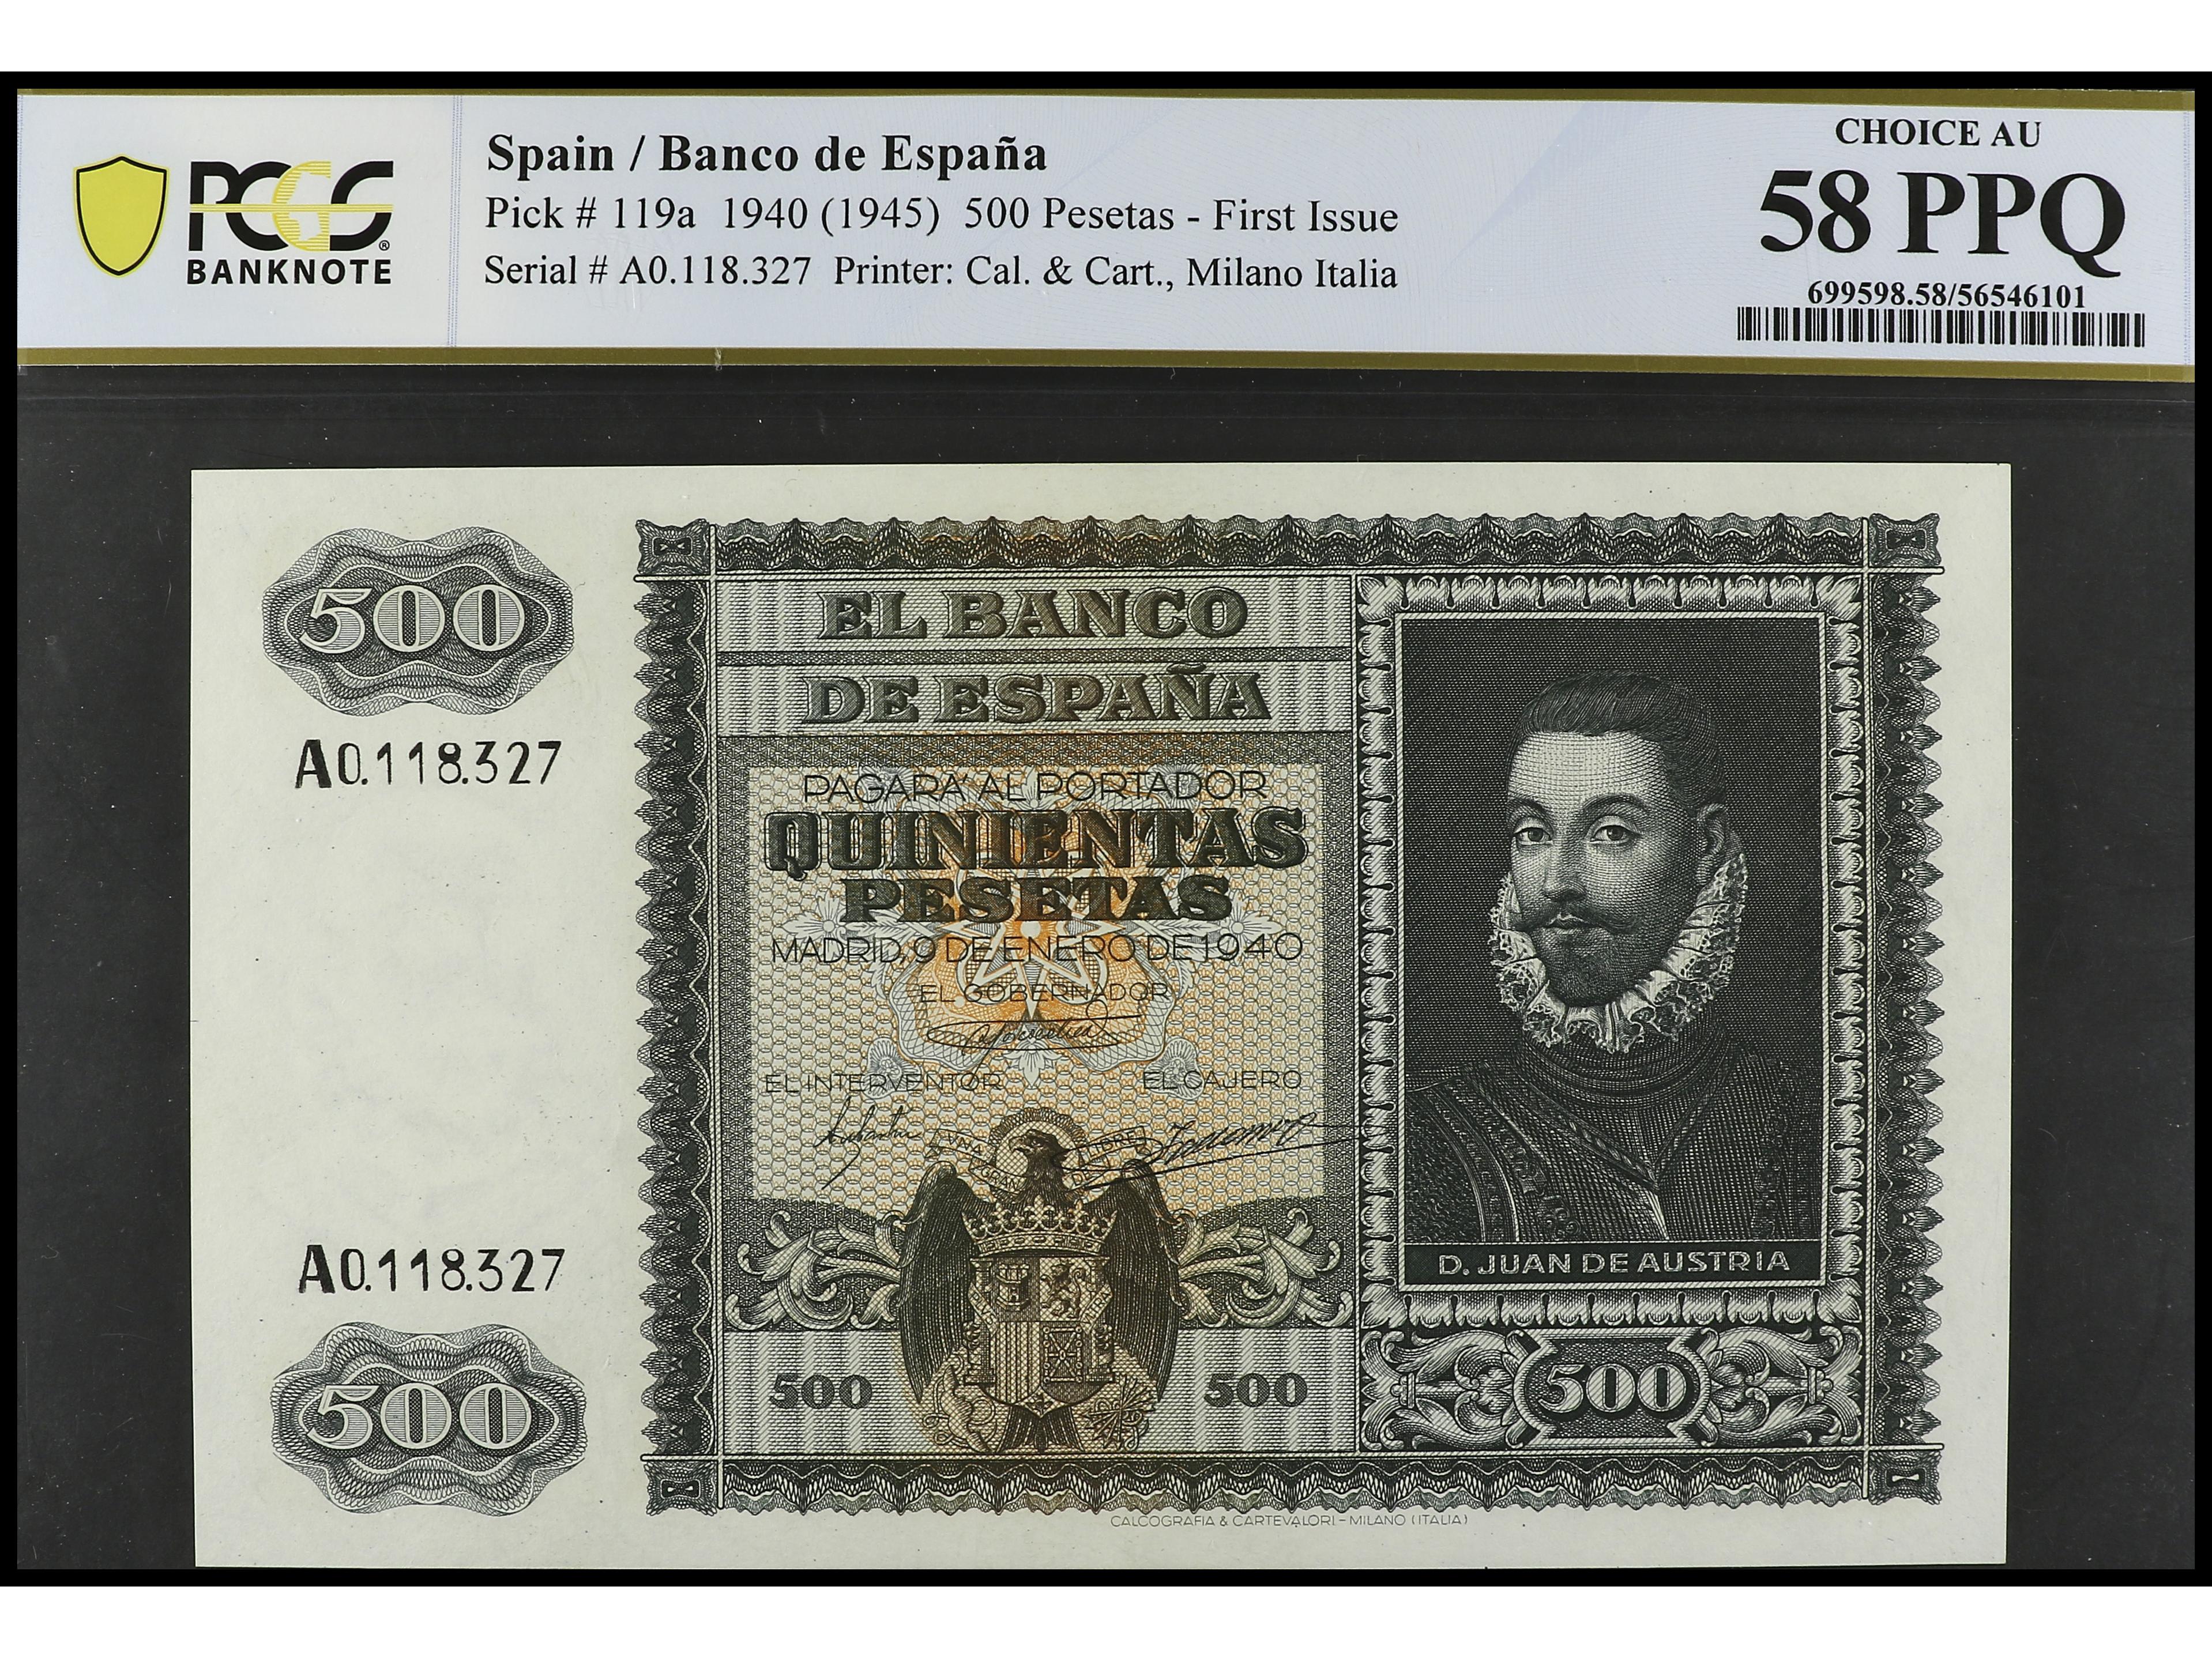 PCGS
BANKNOTE
Spain / Banco de España
Pick # 119a 1940 (1945) 500 Pesetas - First Issue
Serial # A0.118.327 Printer: Cal. & Cart., Milano Italia
CHOICE AU
58 PPQ
699598.58/56546101
500
A0.118.327
EL BANCO
DE ESPAÑA
PAGARÁ AL PORTADOR
QUINIENTAS
PESETAS
MADRID, 9 DE ENERO DE 1940
EL GOBERNADOR
EL INTERVENTOR EL CAJERO
D. JUAN DE AUSTRIA
A0.118.327
500
500 500
500
CALCOGRAFIA & CARTEVALORI - MILANO (ITALIA)